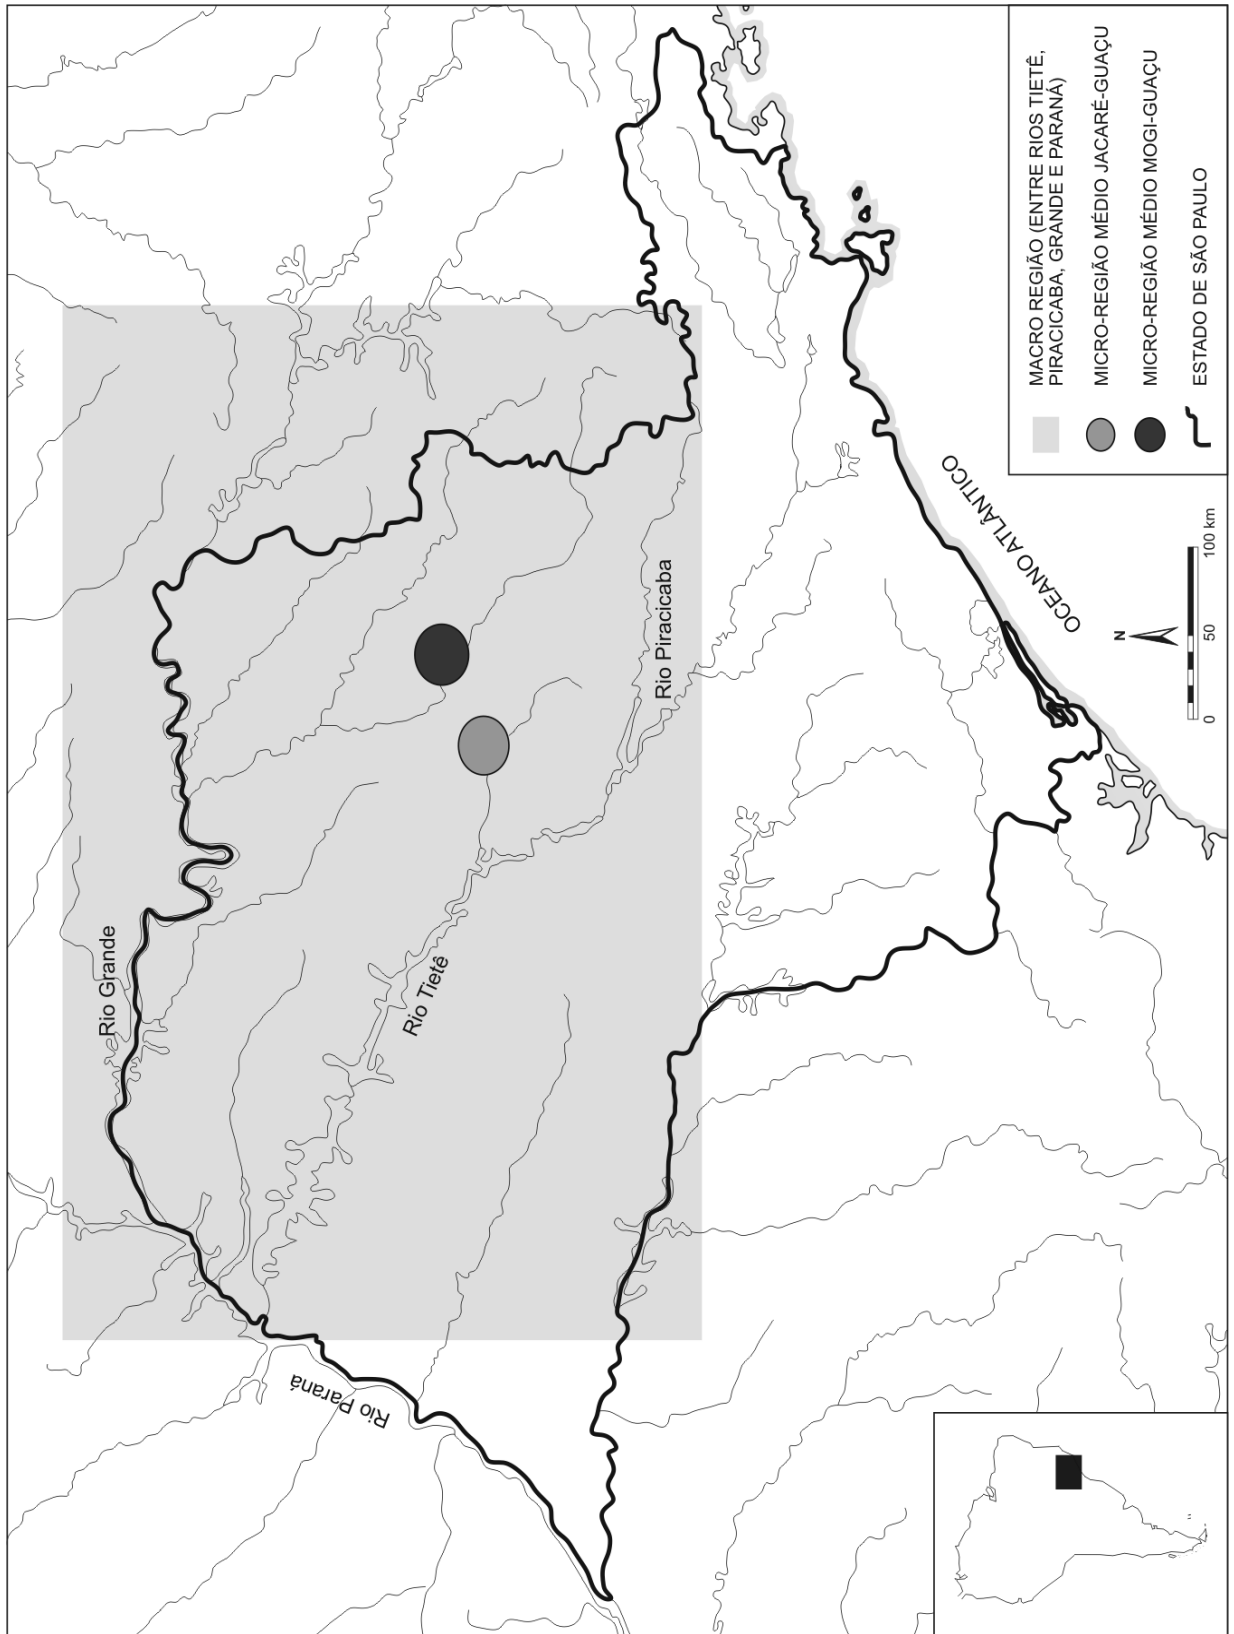 Rio Grande
Rio Tietê
Rio Piracicaba
Rio Paraná
OCEANO ATLÂNTICO
N
0 50 100 km
MACRO REGIÃO (ENTRE RIOS TIETÊ,
PIRACICABA, GRANDE E PARANÁ)
MICRO-REGIÃO MÉDIO JACARÉ-GUAÇU
MICRO-REGIÃO MÉDIO MOGI-GUAÇU
ESTADO DE SÃO PAULO